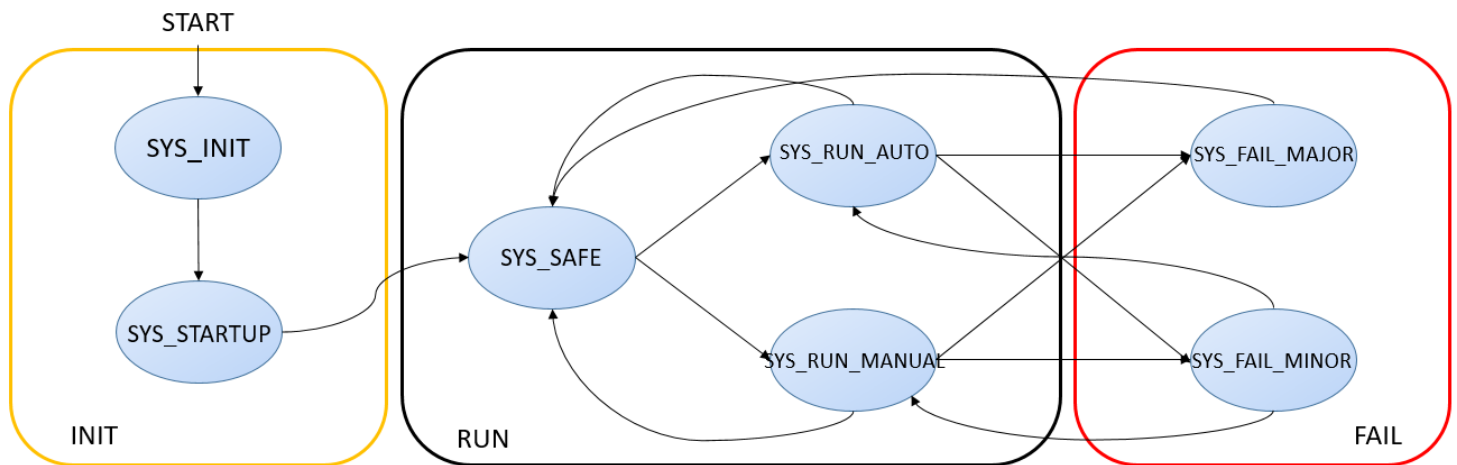 START
SYS_INIT
SYS_STARTUP
INIT
SYS_SAFE
SYS_RUN_AUTO
SYS_RUN_MANUAL
RUN
SYS_FAIL_MAJOR
SYS_FAIL_MINOR
FAIL